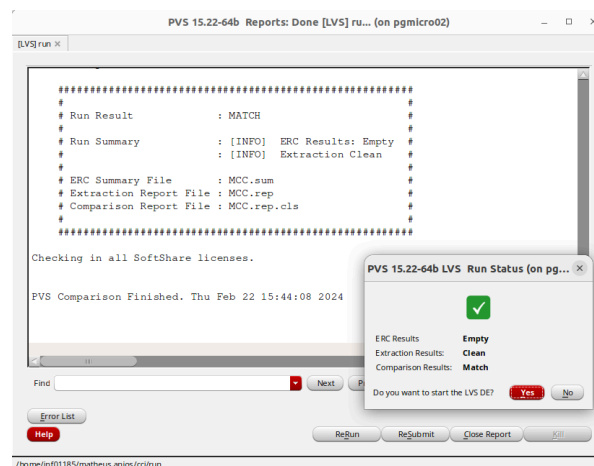 PVS 15.22-64b Reports: Done [LVS] ru... (on pgmicro02)
[LVS] run
########################################################
# #
# Run Result : MATCH #
# #
# Run Summary : [INFO] ERC Results: Empty #
# : [INFO] Extraction Clean #
# #
# ERC Summary File : MCC.sum #
# Extraction Report File : MCC.rep #
# Comparison Report File : MCC.rep.cls #
# #
########################################################
Checking in all SoftShare licenses.
PVS Comparison Finished. Thu Feb 22 15:44:08 2024
PVS 15.22-64b LVS Run Status (on pg...
ERC Results Empty
Extraction Results: Clean
Comparison Results: Match
Do you want to start the LVS DE? Yes No
Find Next
Error List
Help ReRun ReSubmit Close Report Kill
/home/inf01185/matheus.anjos/cci/run